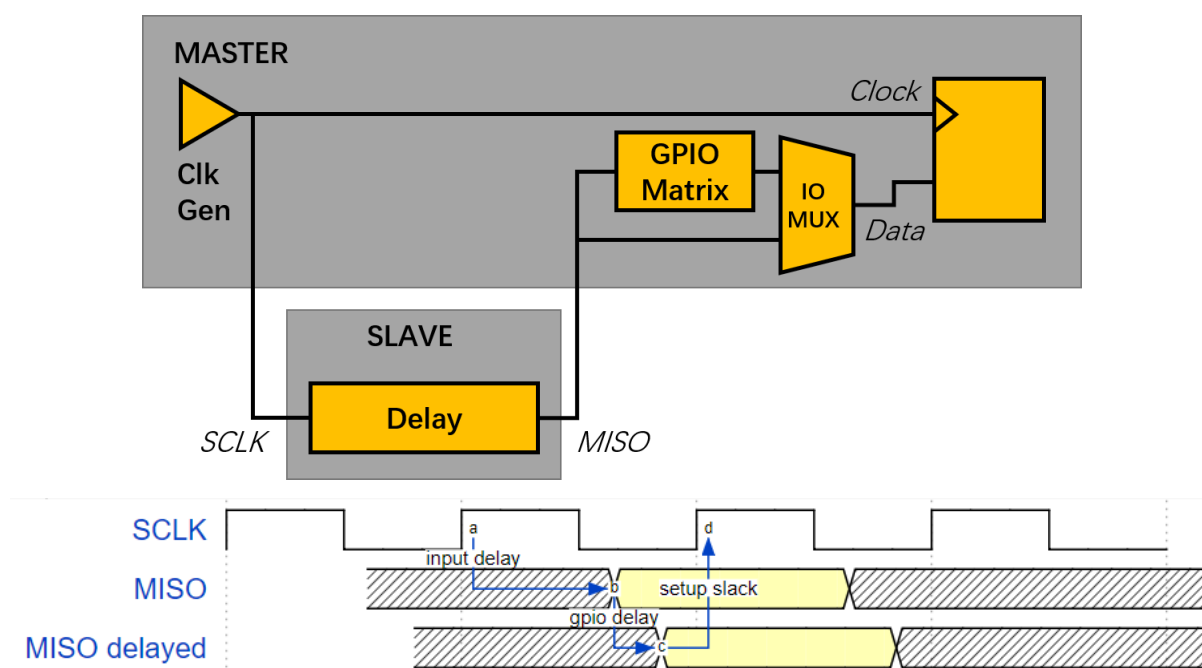 MASTER
Clk
Gen
Clock
GPIO
Matrix
IO
MUX
Data
SLAVE
Delay
SCLK
MISO
SCLK
a
d
input delay
MISO
b
setup slack
gpio delay
MISO delayed
c